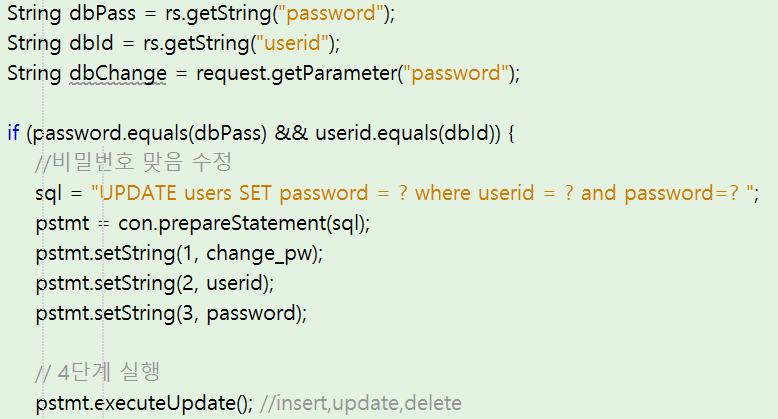 String dbPass = rs.getString("password");
String dbId = rs.getString("userid");
String dbChange = request.getParameter("password");
if (password.equals(dbPass) && userid.equals(dbId)) {
//비밀번호 맞음 수정
sql = "UPDATE users SET password = ? where userid = ? and password=? ";
pstmt = con.prepareStatement(sql);
pstmt.setString(1, change_pw);
pstmt.setString(2, userid);
pstmt.setString(3, password);
// 4단계 실행
pstmt.executeUpdate(); //insert,update,delete